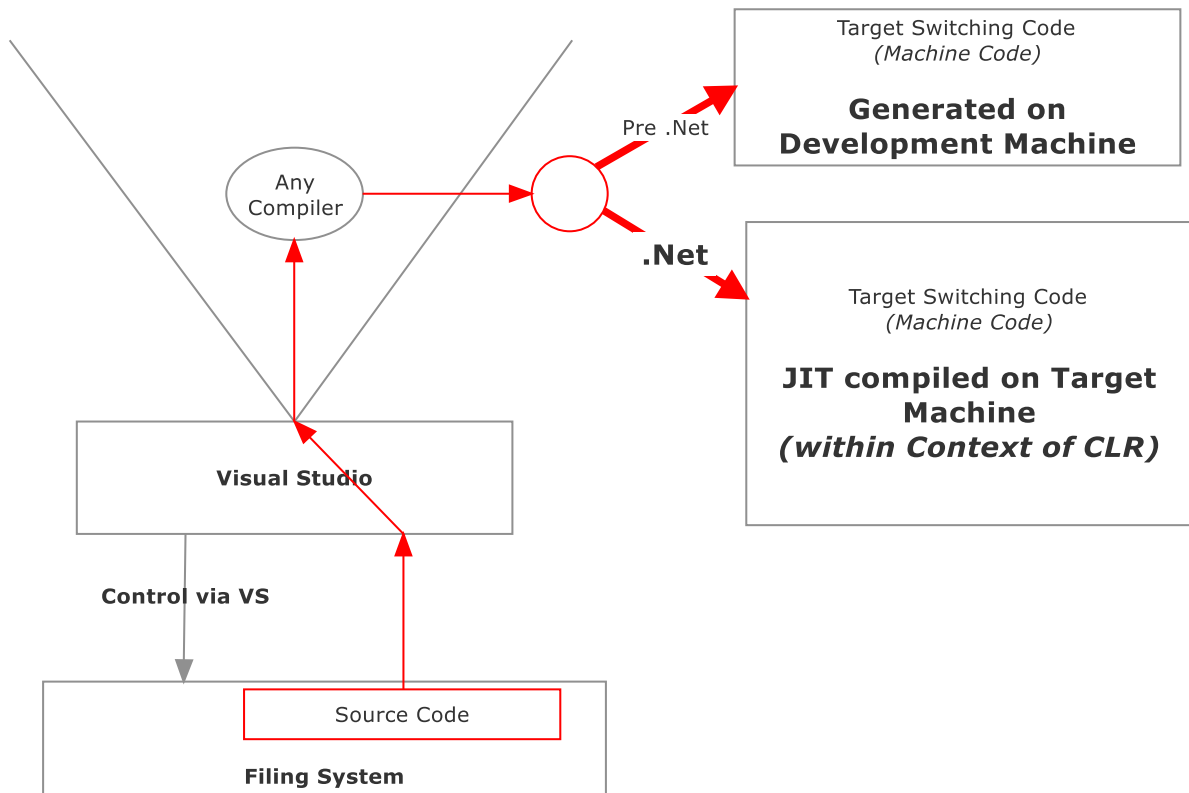 Target Switching Code
(Machine Code)
Generated on
Development Machine
Pre .Net
Any
Compiler
.Net
Target Switching Code
(Machine Code)
JIT compiled on Target
Machine
(within Context of CLR)
Visual Studio
Control via VS
Source Code
Filing System